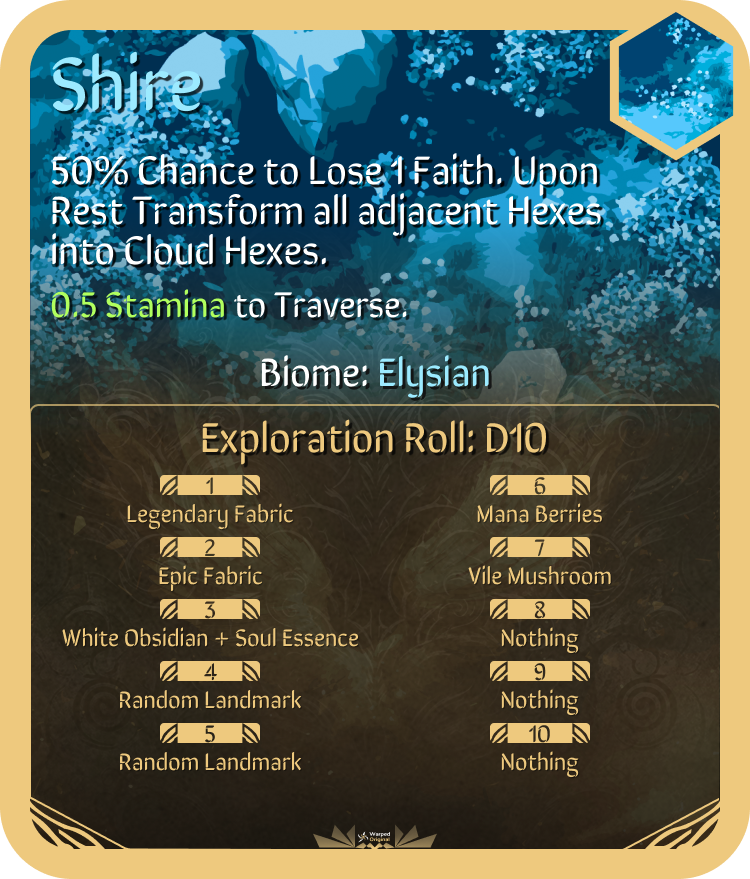 Shire
50% Chance to Lose 1 Faith. Upon
Rest Transform all adjacent Hexes
into Cloud Hexes.
0.5 Stamina to Traverse.
Biome: Elysian
Exploration Roll: D10
1
Legendary Fabric
2
Epic Fabric
3
White Obsidian + Soul Essence
4
Random Landmark
5
Random Landmark
6
Mana Berries
7
Vile Mushroom
8
Nothing
9
Nothing
10
Nothing
Warped
Original